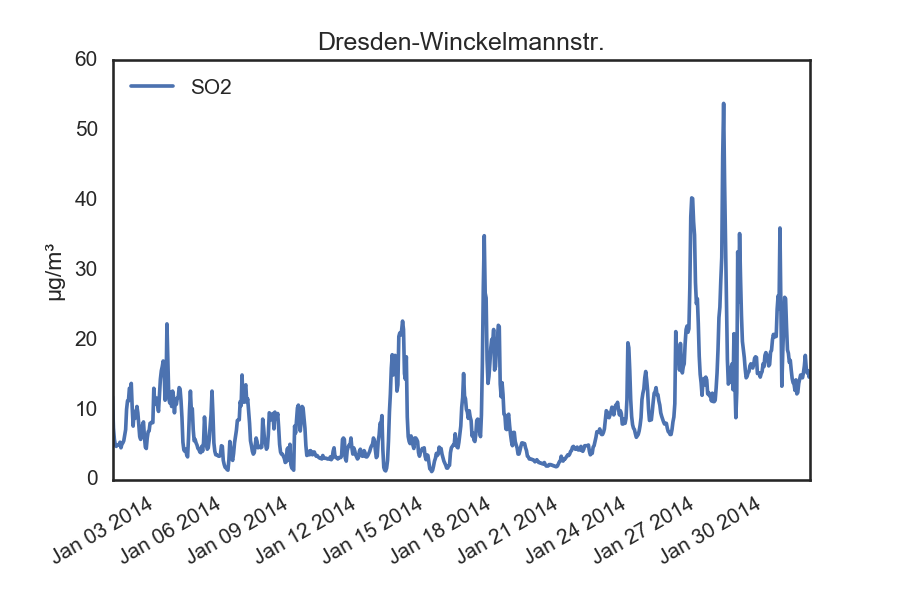 Dresden-Winckelmannstr.
60
SO2
50
40
30
20
10
0
µg/m³
Jan 03 2014
Jan 06 2014
Jan 09 2014
Jan 12 2014
Jan 15 2014
Jan 18 2014
Jan 21 2014
Jan 24 2014
Jan 27 2014
Jan 30 2014